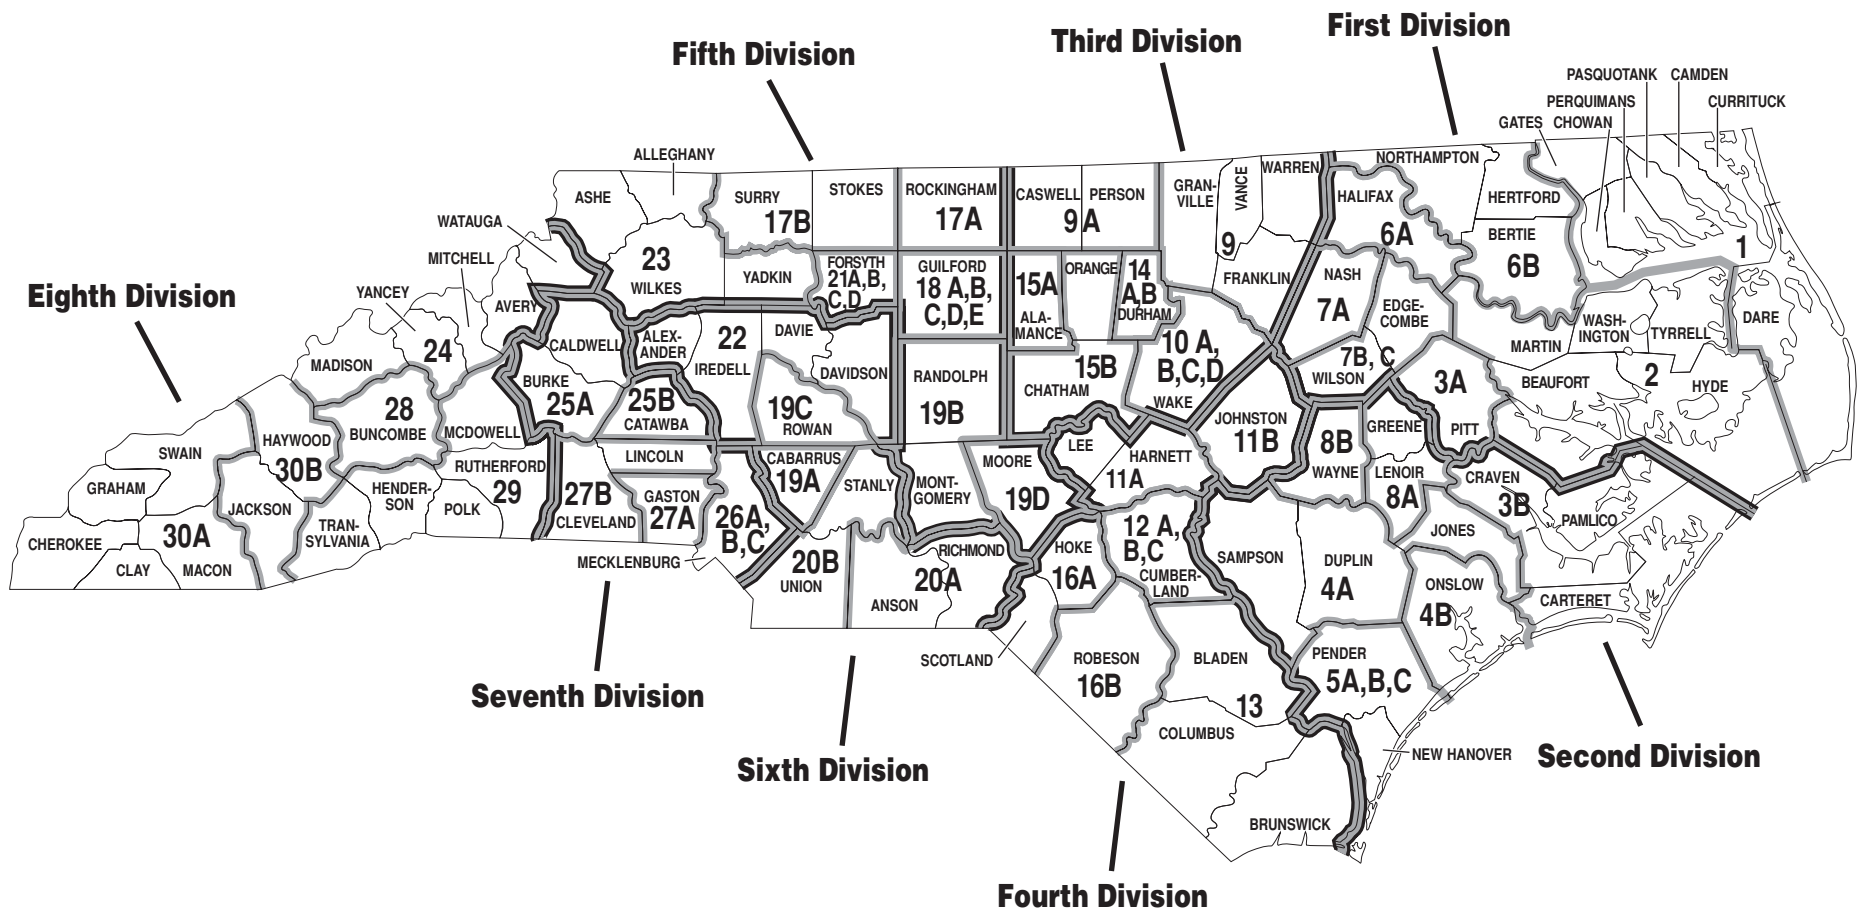 First Division
Third Division
Fifth Division
PASQUOTANK
CAMDEN
PERQUIMANS
CURRITUCK
GATES
CHOWAN
ALLEGHANY
NORTHAMPTON
WARREN
VANCE
GRAN-
VILLE
CASWELL
PERSON
9 A
ROCKINGHAM
17A
STOKES
SURRY
17B
ASHE
WATAUGA
HALIFAX
6A
HERTFORD
BERTIE
6B
1
9
FRANKLIN
23
WILKES
YADKIN
FORSYTH
21A,B,
C,D
GUILFORD
18 A,B,
C,D,E
15A
ALA-
MANCE
ORANGE
14
A,B
DURHAM
NASH
7A
EDGE-
COMBE
MITCHELL
YANCEY
AVERY
Eighth Division
24
MADISON
CALDWELL
ALEX-
ANDER
22
IREDELL
DAVIE
DAVIDSON
RANDOLPH
19B
15B
CHATHAM
10 A,
B,C,D
WAKE
7B, C
WILSON
MARTIN
WASH-
INGTON
TYRRELL
DARE
2
HYDE
BEAUFORT
3A
PITT
BURKE
25A
25B
CATAWBA
19C
ROWAN
28
BUNCOMBE
MCDOWELL
HAYWOOD
30B
SWAIN
GRAHAM
JACKSON
HENDER-
SON
RUTHERFORD
29
POLK
TRAN-
SYLVANIA
CHEROKEE
30A
CLAY
MACON
LINCOLN
27B
CLEVELAND
GASTON
27A
26A,
B,C
MECKLENBURG
CABARRUS
19A
STANLY
MONT-
GOMERY
MOORE
19D
LEE
HARNETT
11A
JOHNSTON
11B
8B
WAYNE
GREENE
LENOIR
8A
CRAVEN
3B
PAMLICO
JONES
CARTERET
20B
UNION
ANSON
20A
RICHMOND
HOKE
16A
12 A,
B,C
CUMBER-
LAND
SAMPSON
DUPLIN
4A
ONSLOW
4B
SCOTLAND
ROBESON
16B
BLADEN
13
COLUMBUS
PENDER
5A,B,C
NEW HANOVER
BRUNSWICK
Seventh Division
Sixth Division
Second Division
Fourth Division